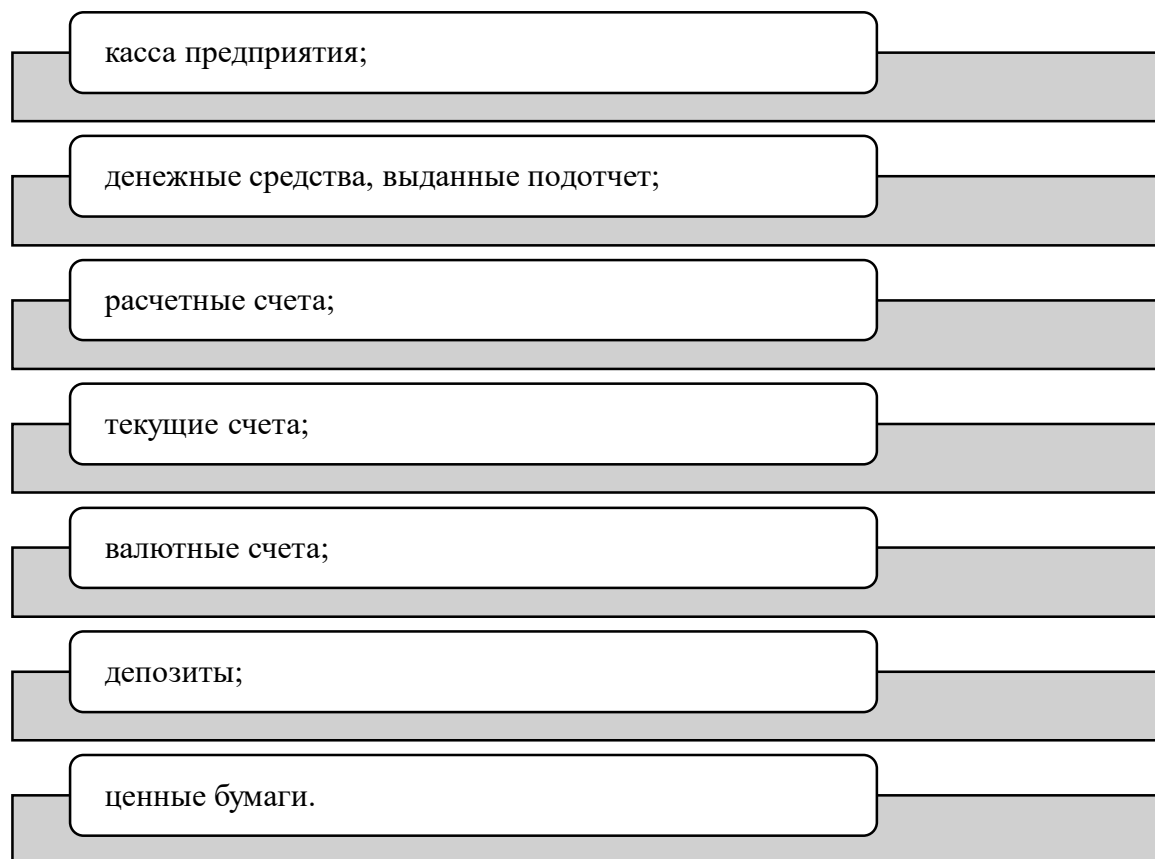 касса предприятия;
денежные средства, выданные подотчет;
расчетные счета;
текущие счета;
валютные счета;
депозиты;
ценные бумаги.